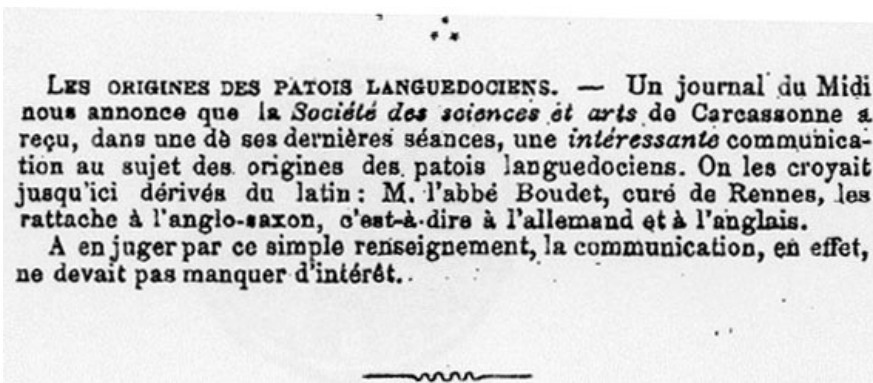 LES ORIGINES DES PATOIS LANGUEDOCIENS. — Un journal du Midi
nous annonce que la Société des sciences et arts de Carcassonne a
reçu, dans une de ses dernières séances, une intéressante communica-
tion au sujet des origines des patois languedociens. On les croyait
jusqu'ici dérivés du latin : M. l'abbé Boudet, curé de Rennes, les
rattache à l'anglo-saxon, c'est-à-dire à l'allemand et à l'anglais.
A en juger par ce simple renseignement, la communication, en effet,
ne devait pas manquer d'intérêt.